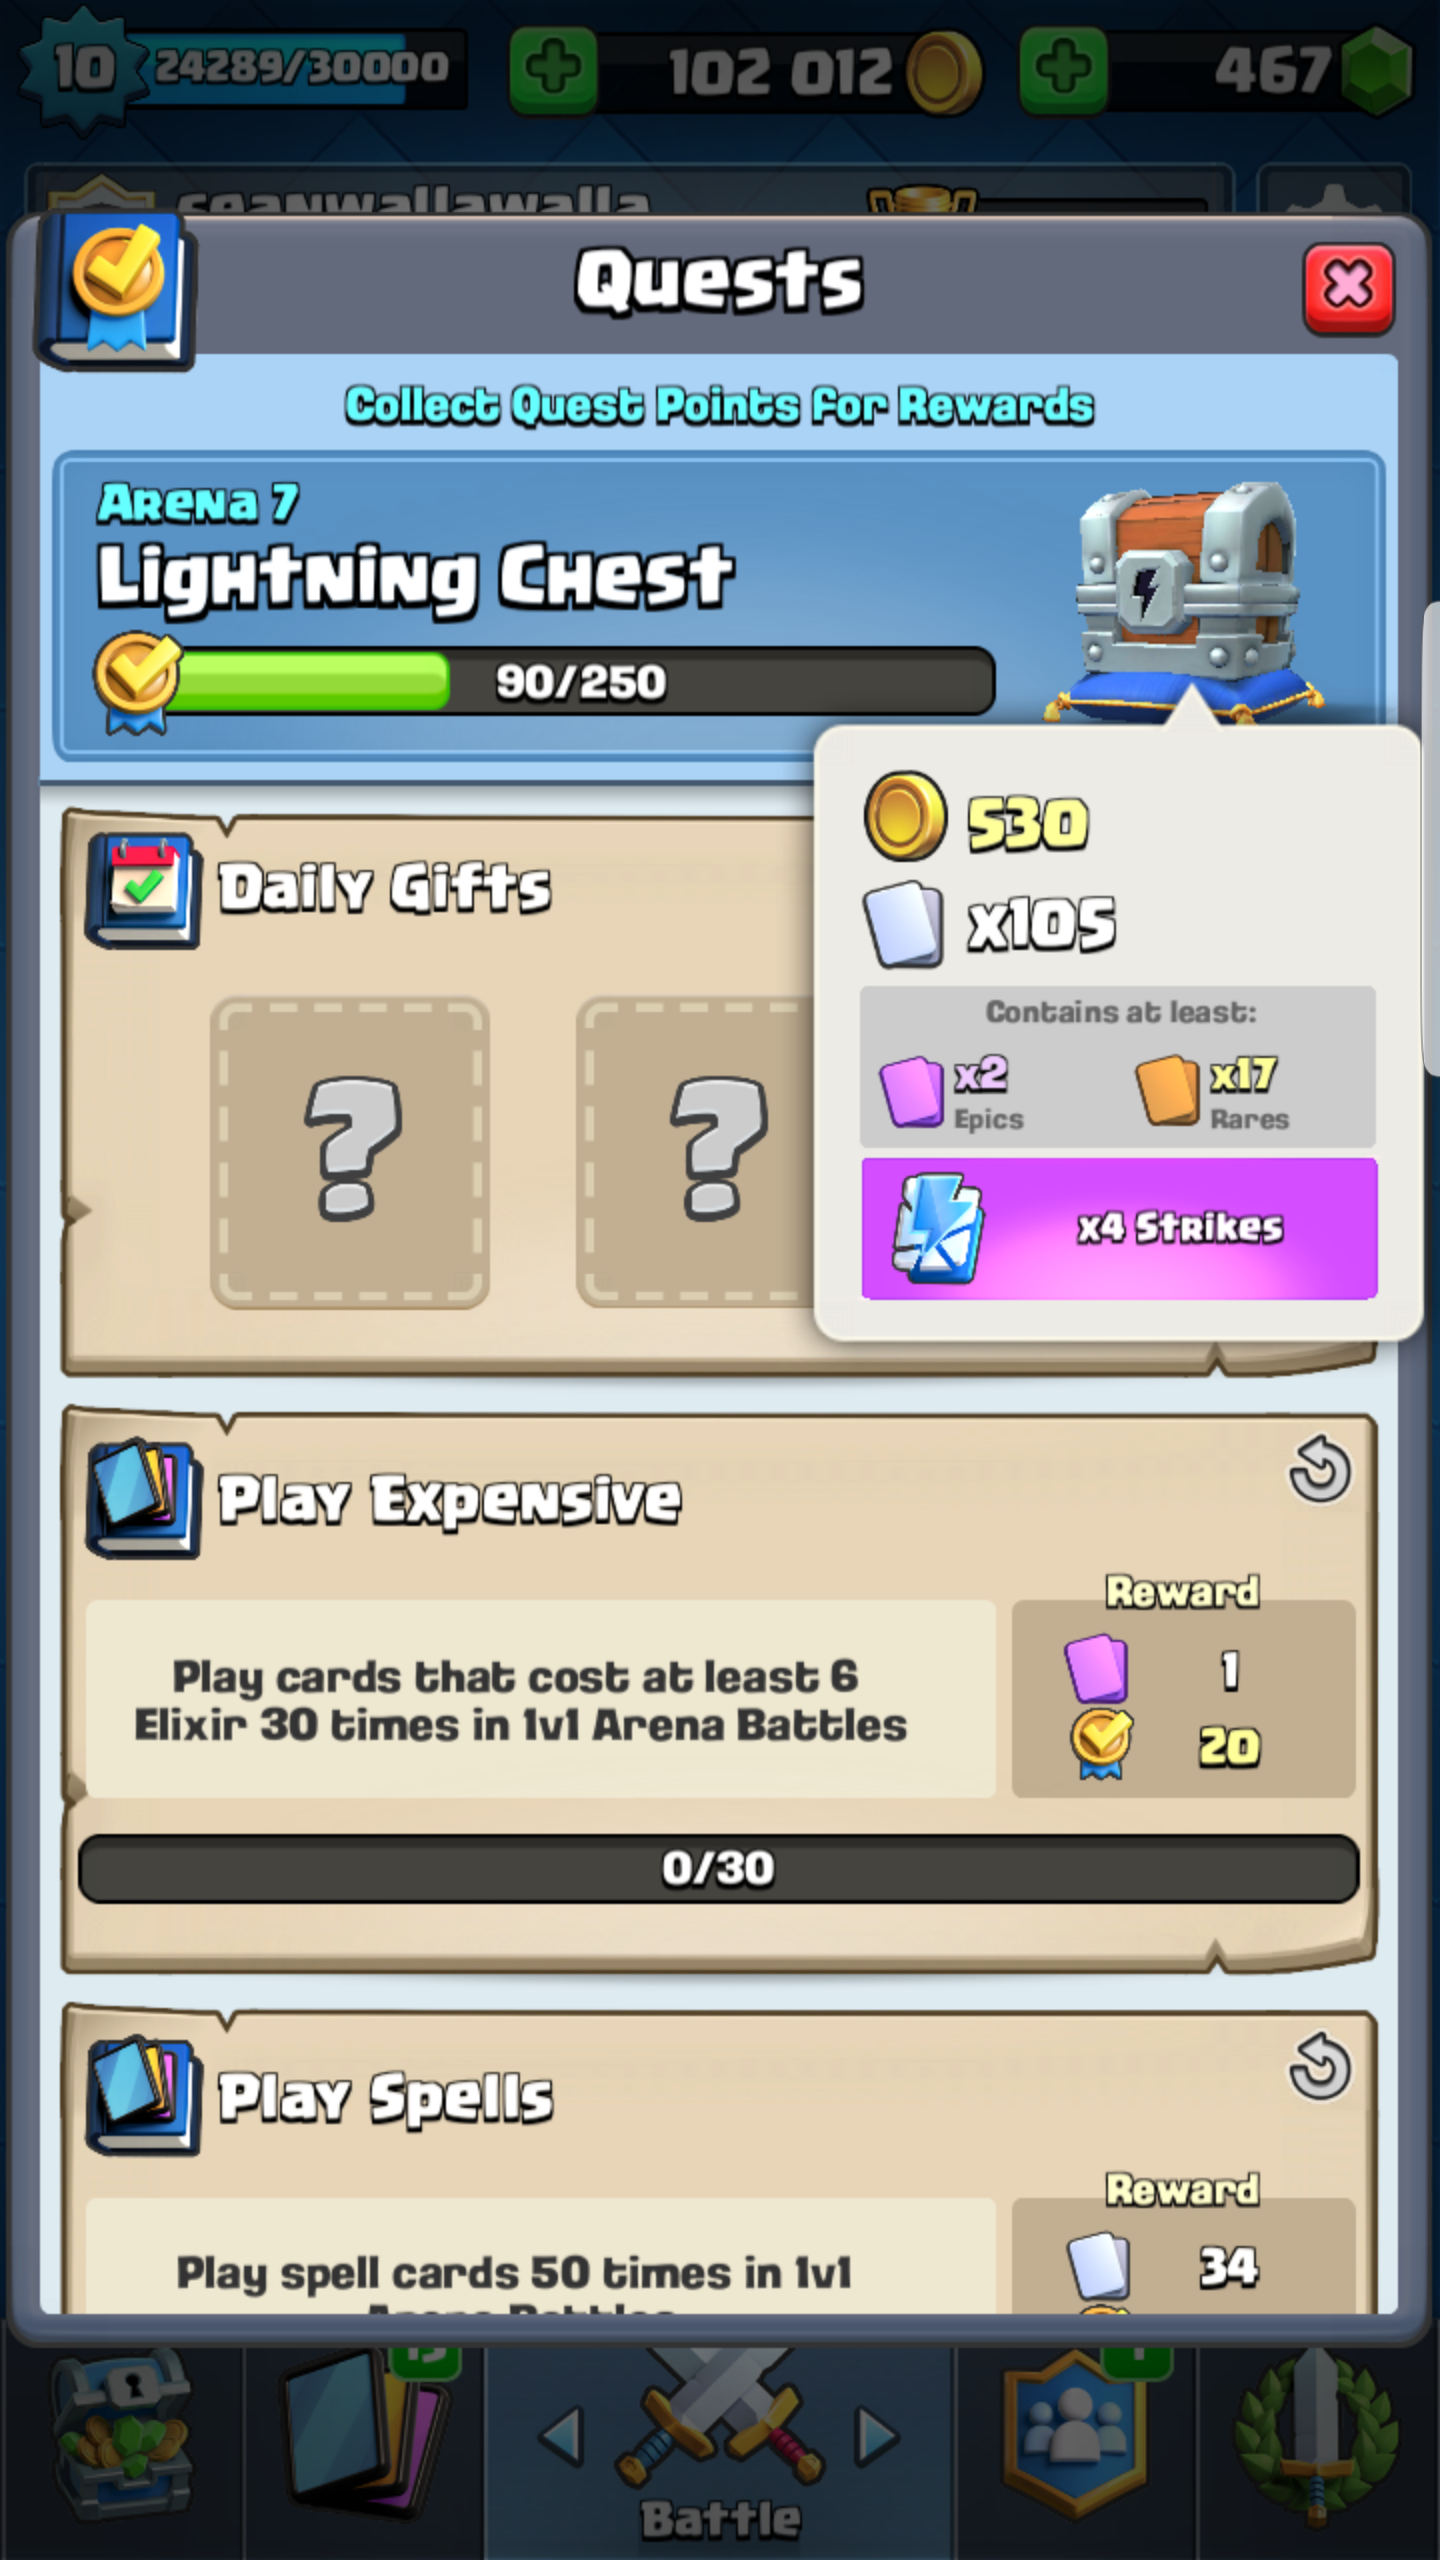 10
24289/30000
102 012
467
seanwallawalla
Quests
Collect Quest Points for Rewards
Arena 7
Lightning Chest
90/250
530
x105
Contains at least:
x2
Epics
x17
Rares
x4 Strikes
Daily Gifts
?
?
Play Expensive
Play cards that cost at least 6
Elixir 30 times in 1v1 Arena Battles
Reward
1
20
0/30
Play Spells
Play spell cards 50 times in 1v1
Arena Battles
Reward
34
Battle